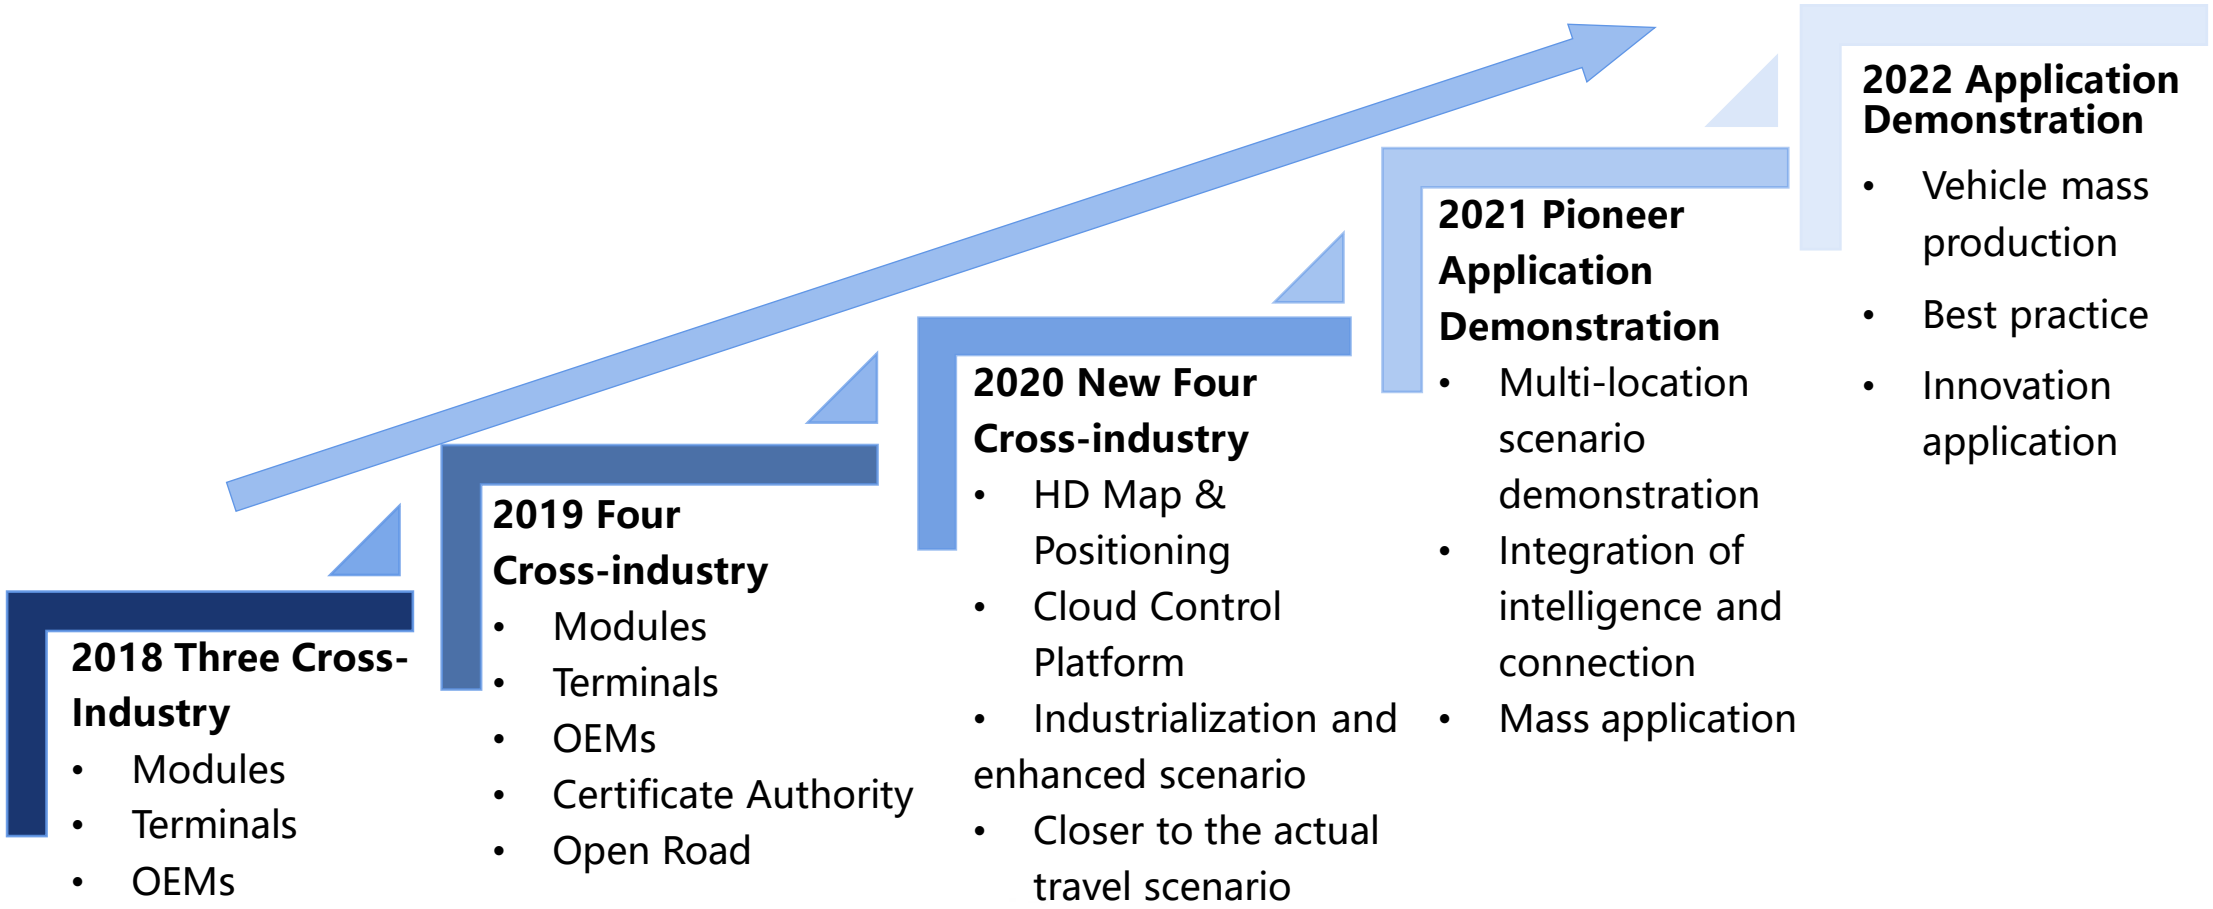 2018 Three Cross-
Industry
• Modules
• Terminals
• OEMs
2019 Four
Cross-industry
• Modules
• Terminals
• OEMs
• Certificate Authority
• Open Road
2020 New Four
Cross-industry
• HD Map &
Positioning
• Cloud Control
Platform
• Industrialization and
enhanced scenario
• Closer to the actual
travel scenario
2021 Pioneer
Application
Demonstration
• Multi-location
scenario
demonstration
• Integration of
intelligence and
connection
• Mass application
2022 Application
Demonstration
• Vehicle mass
production
• Best practice
• Innovation
application